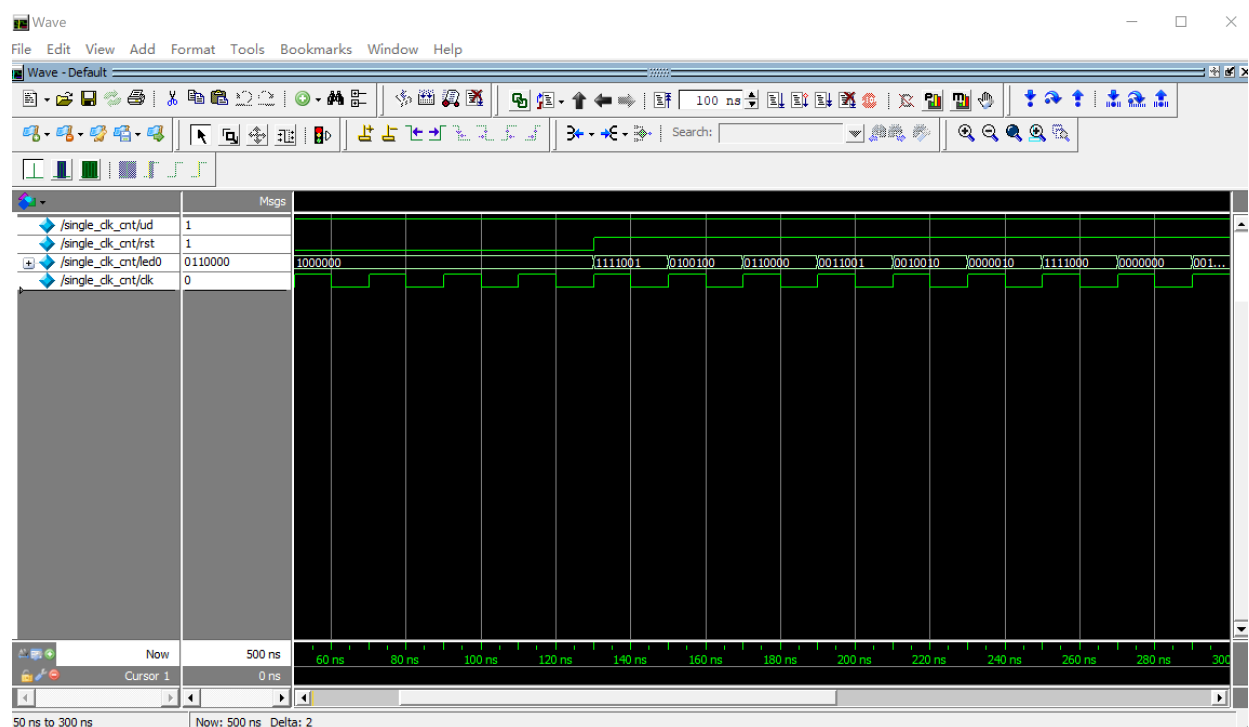 Wave
File Edit View Add Format Tools Bookmarks Window Help
Wave - Default
100 ns
Search:
Msgs
/single_clk_cnt/ud 1
/single_clk_cnt/rst 1
/single_clk_cnt/led0 0110000 1000000 1111001 0100100 0110000 0011001 0010010 0000010 1111000 0000000 001...
/single_clk_cnt/clk 0
Now 500 ns
60 ns 80 ns 100 ns 120 ns 140 ns 160 ns 180 ns 200 ns 220 ns 240 ns 260 ns 280 ns 300
Cursor 1 0 ns
50 ns to 300 ns Now: 500 ns Delta: 2